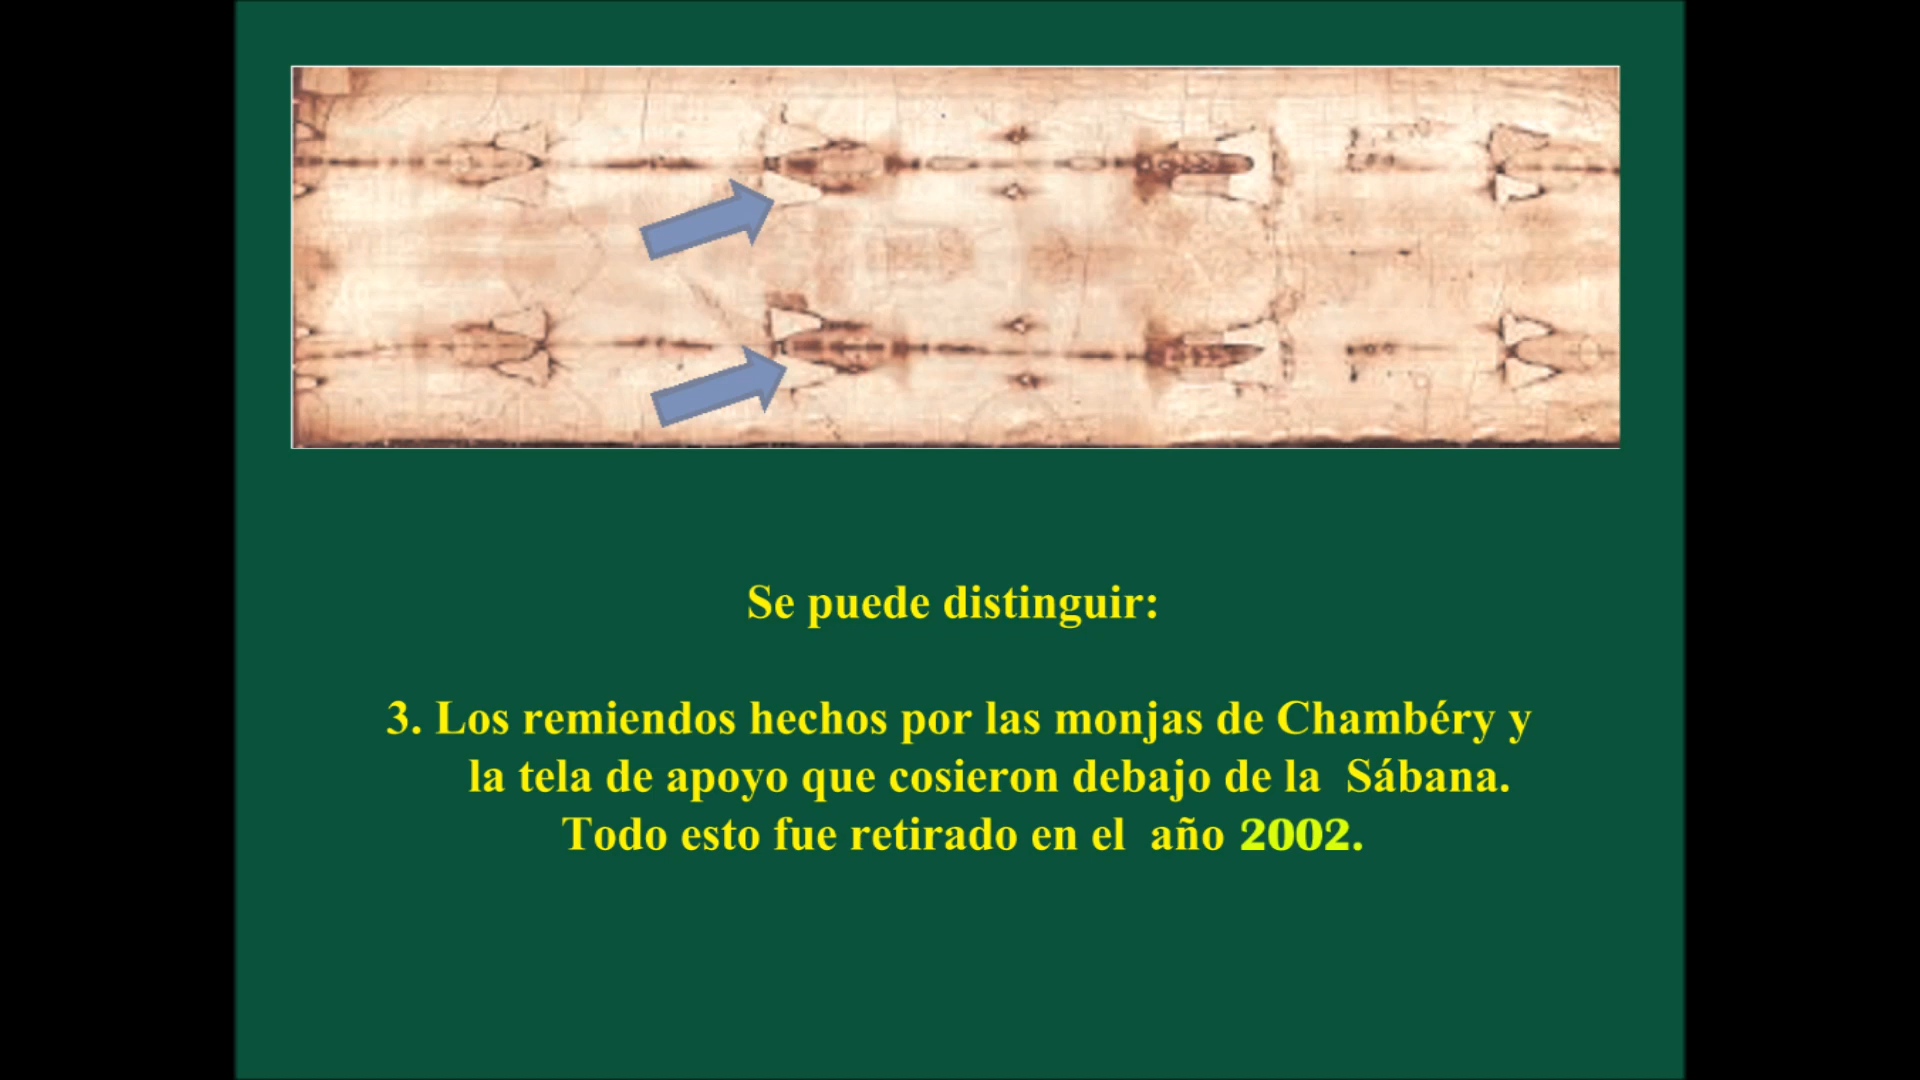 Se puede distinguir:
3. Los remiendos hechos por las monjas de Chambéry y
la tela de apoyo que cosieron debajo de la Sábana.
Todo esto fue retirado en el año 2002.